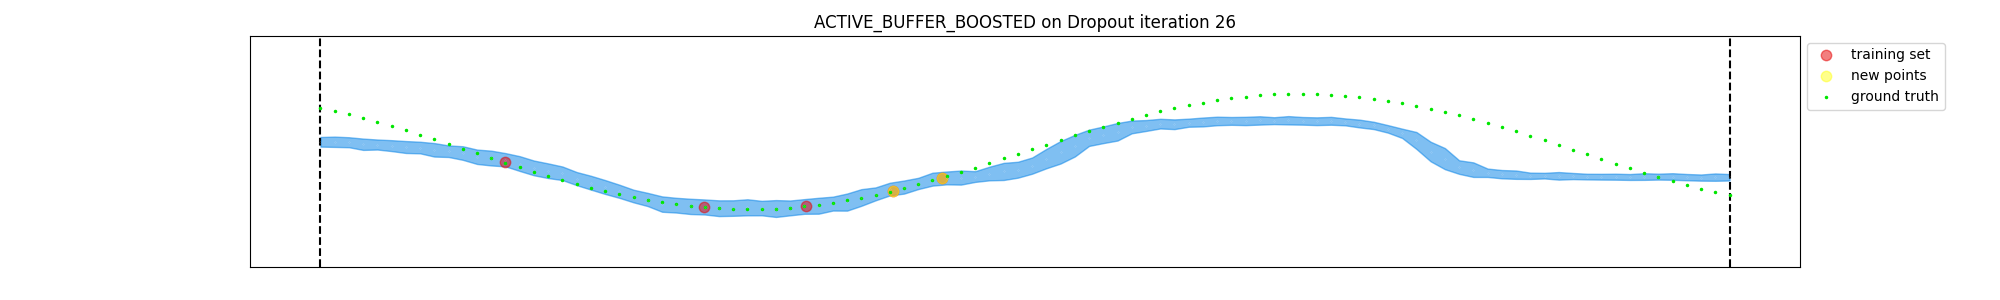 ACTIVE_BUFFER_BOOSTED on Dropout iteration 26
training set
new points
ground truth